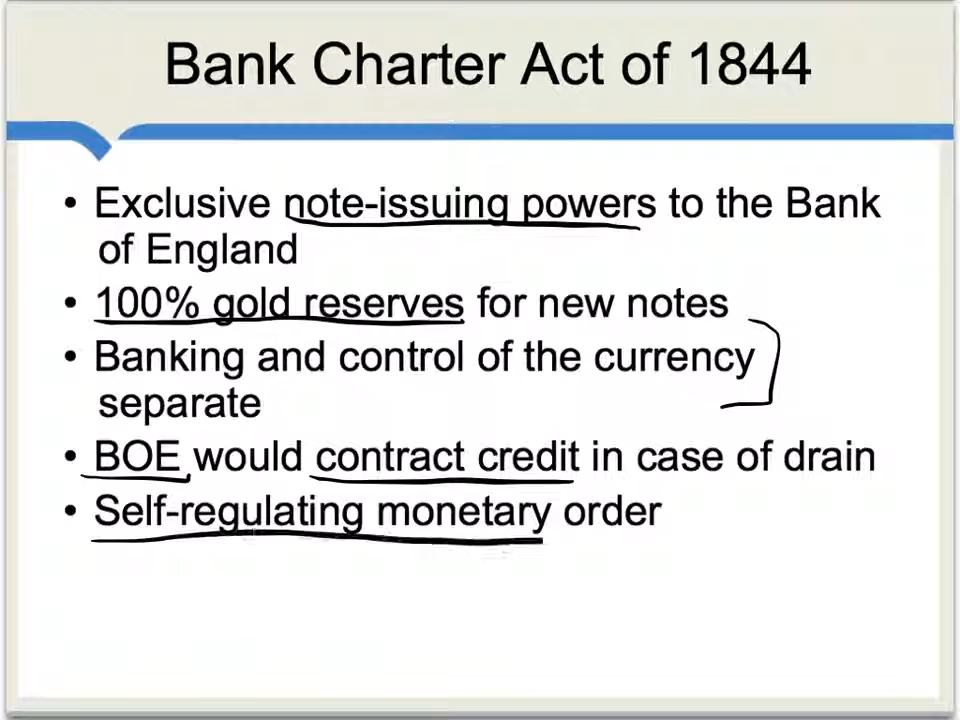 Bank Charter Act of 1844
• Exclusive note-issuing powers to the Bank
of England
• 100% gold reserves for new notes
• Banking and control of the currency
separate
• BOE would contract credit in case of drain
• Self-regulating monetary order